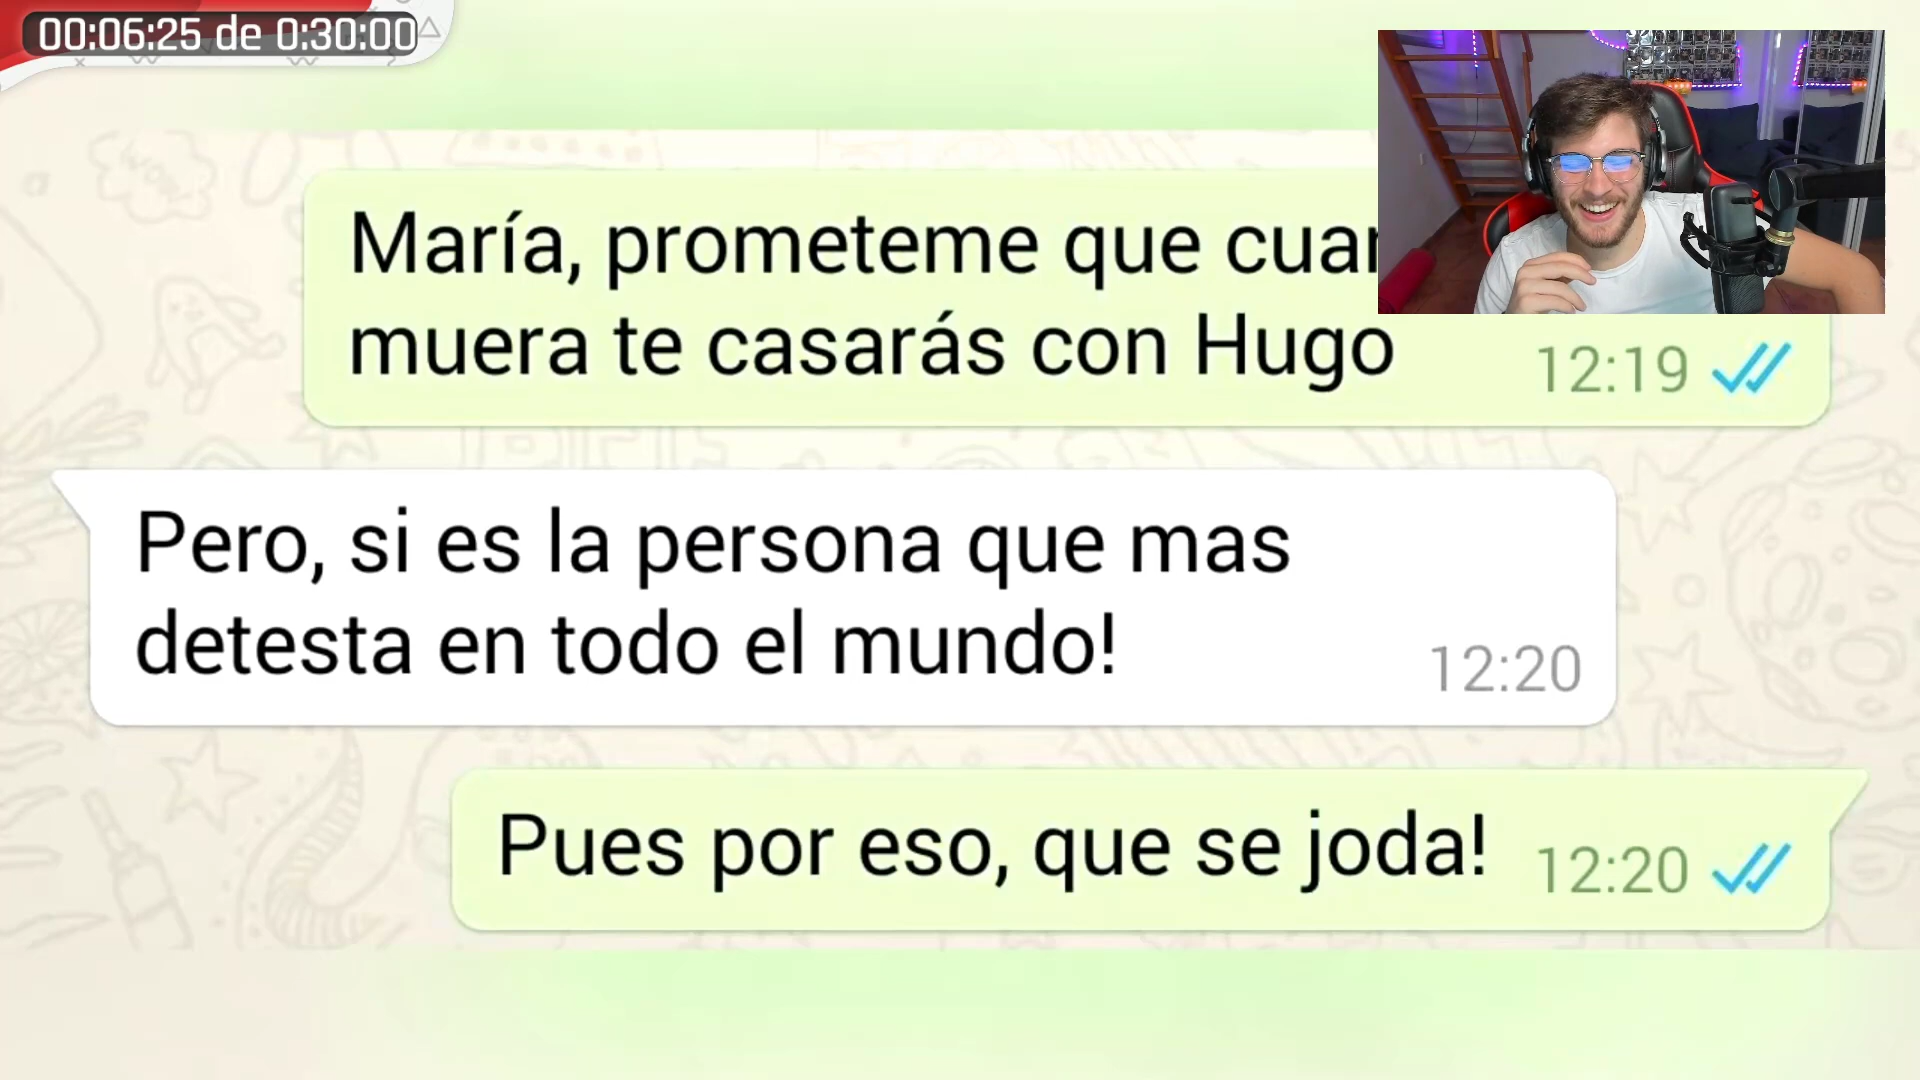 00:06:25 de 0:30:00
María, prometeme que
muera te casarás con Hugo
12:19
Pero, si es la persona que mas
detesta en todo el mundo!
12:20
Pues por eso, que se joda!
12:20